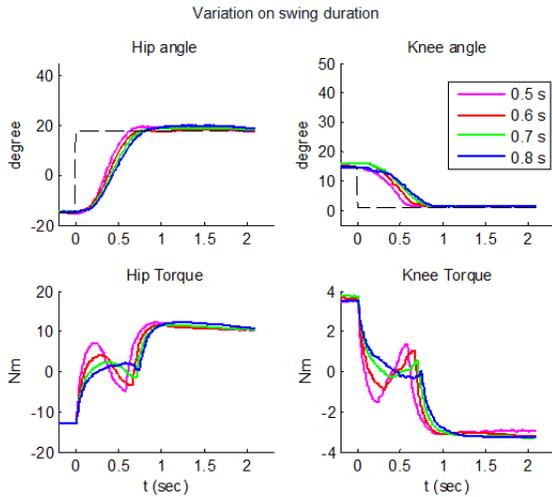 Variation on swing duration
Hip angle
Knee angle
degree
40
20
0
-20
0
0.5
1
1.5
2
degree
50
40
30
20
10
0
0
0.5
1
1.5
2
0.5 s
0.6 s
0.7 s
0.8 s
Hip Torque
Knee Torque
Nm
20
10
0
-10
-20
0
0.5
1
1.5
2
t (sec)
Nm
4
2
0
-2
-4
0
0.5
1
1.5
2
t (sec)